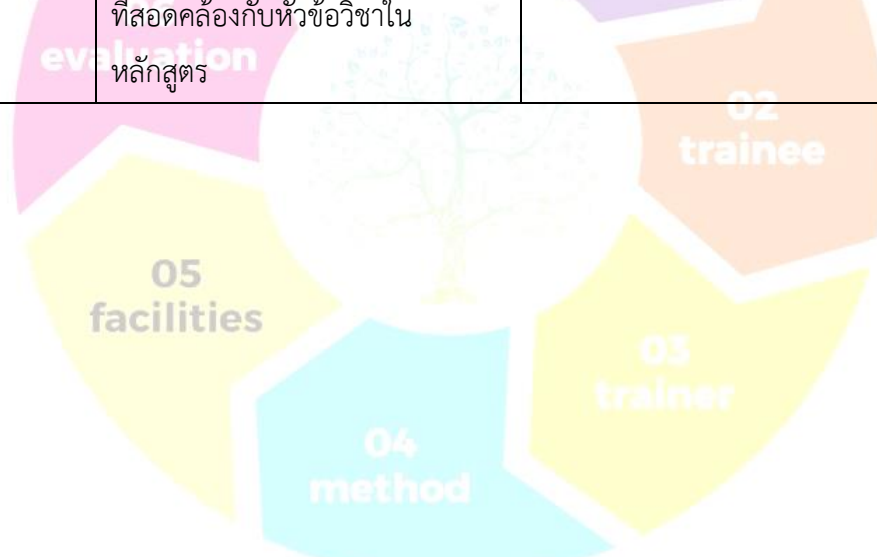 ที่สอดคล้องกับหัวข้อวิชาใน
evaluation
หลักสูตร
02
trainee
05
facilities
03
trainer
04
method